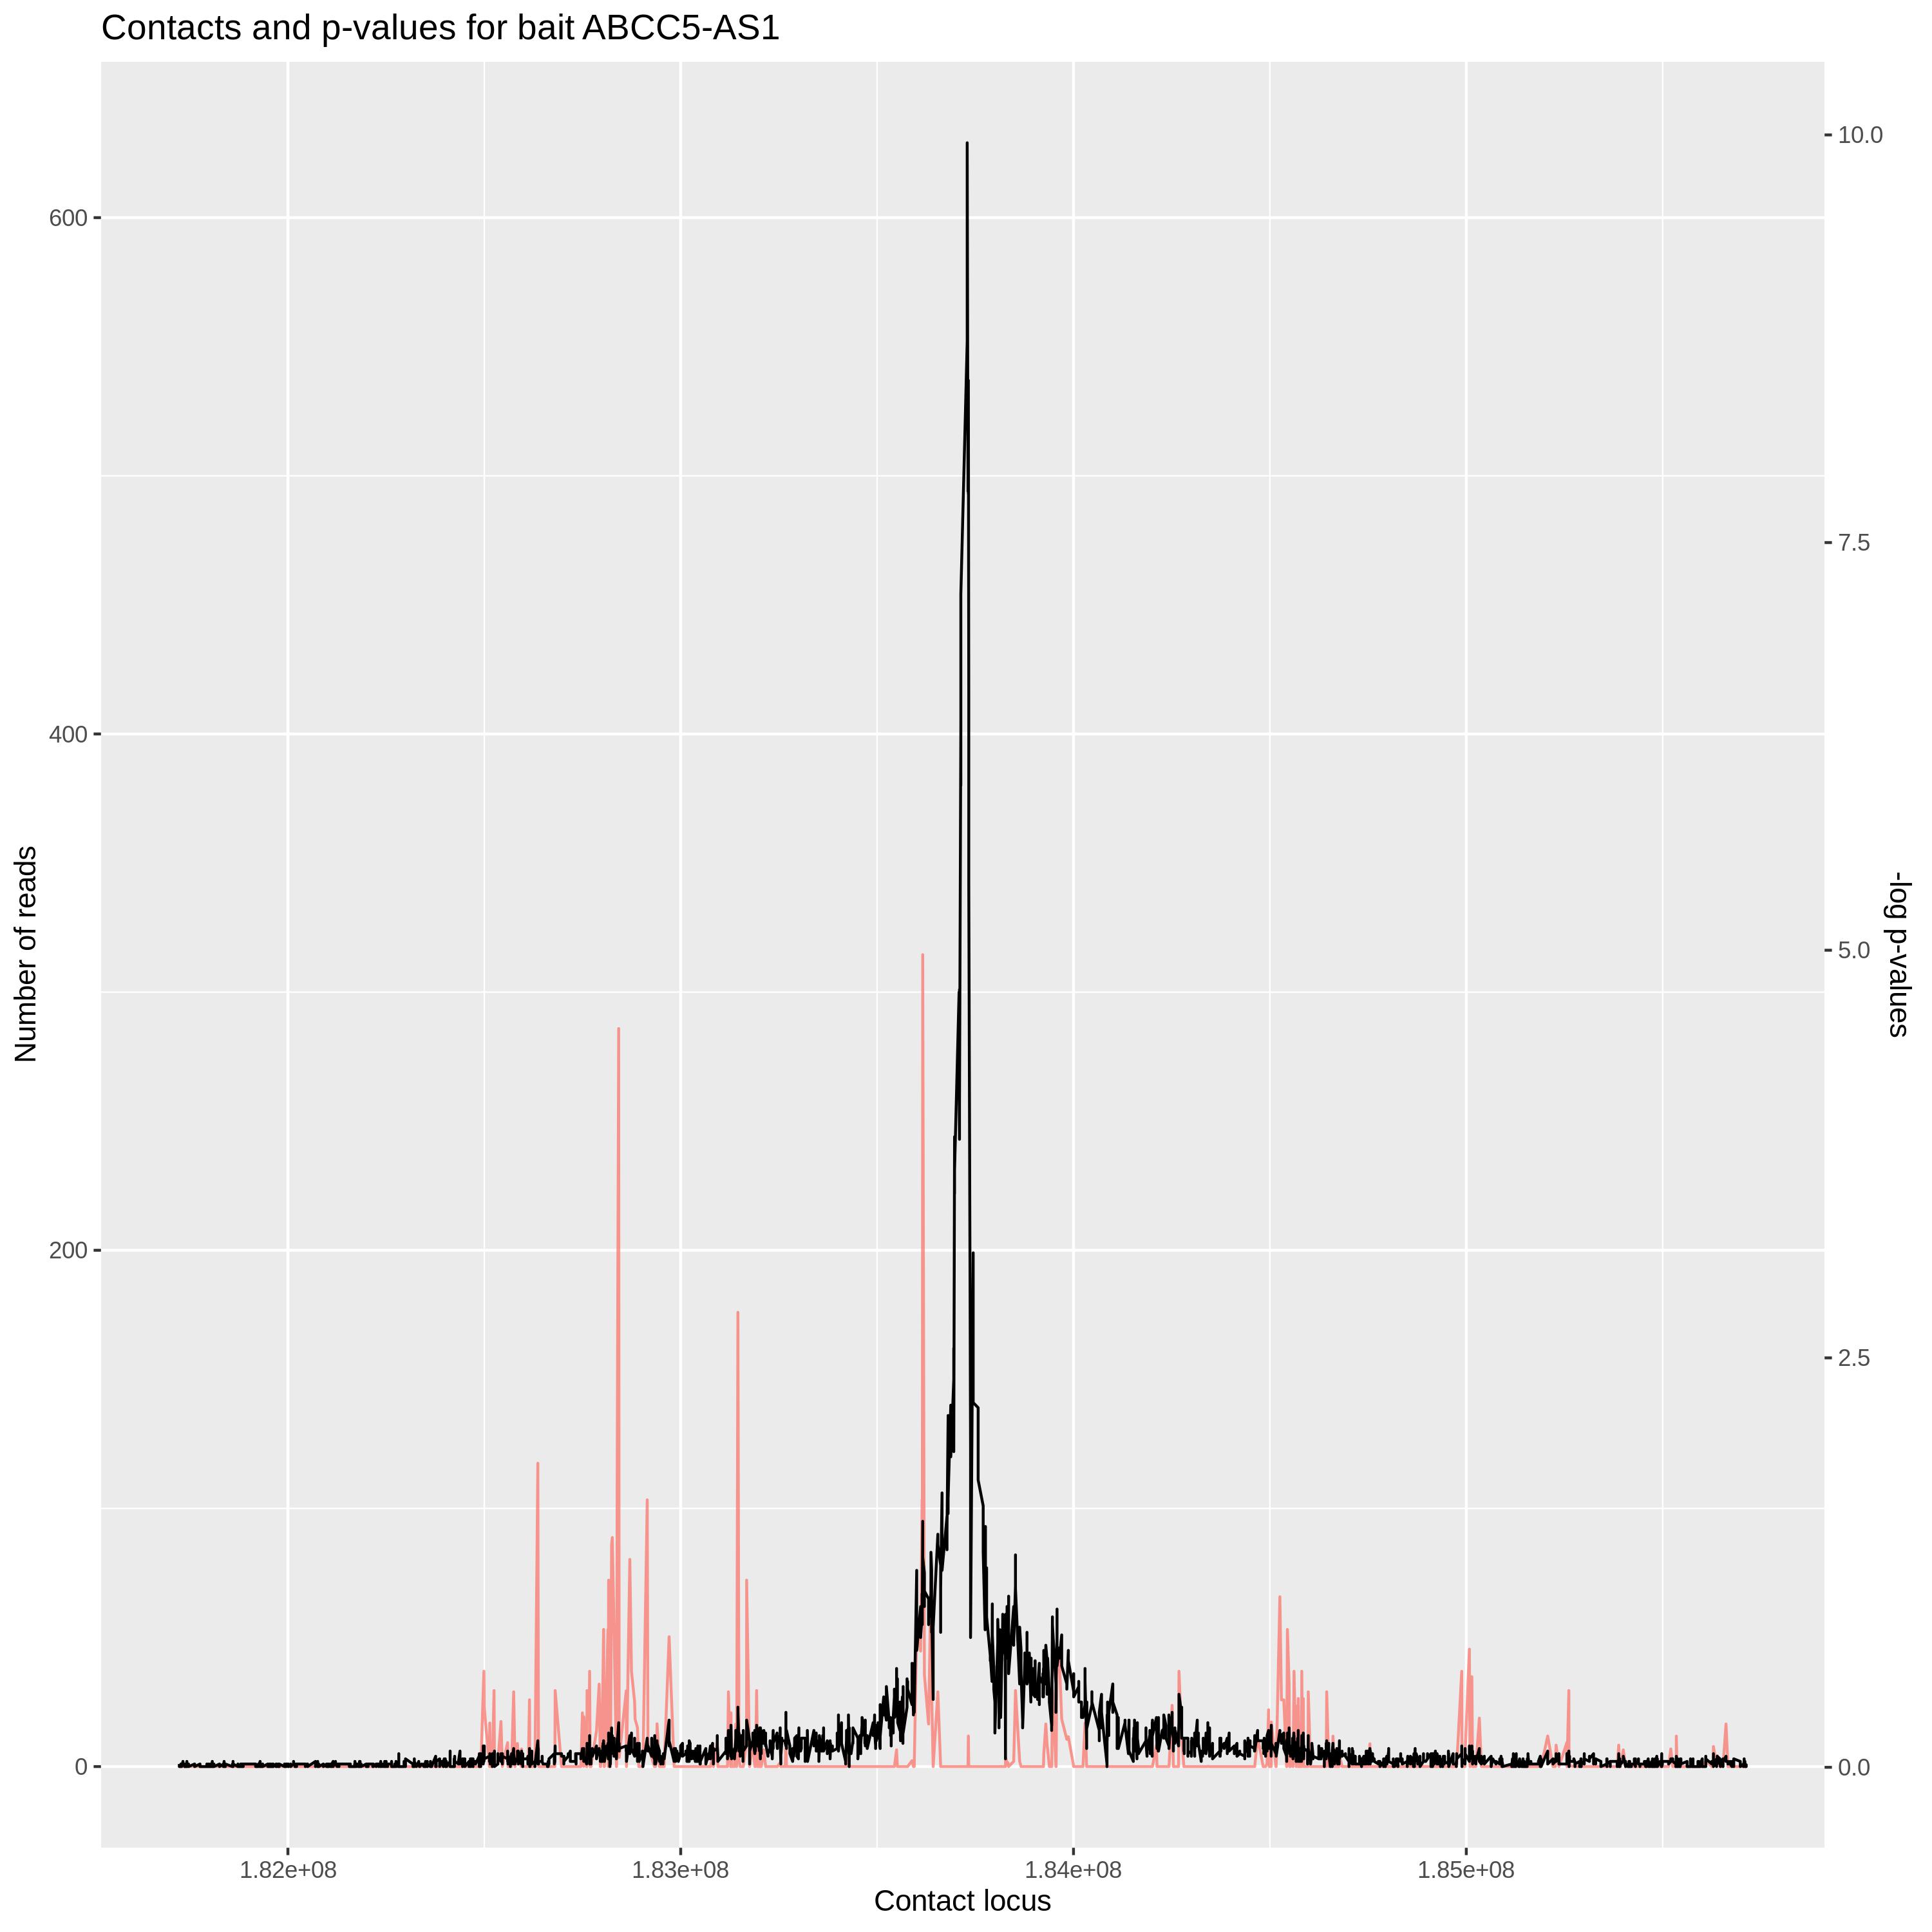 Contacts and p-values for bait ABCC5-AS1
Number of reads
600
400
200
0
10.0
7.5
5.0
2.5
0.0
-log p-values
1.82e+08
1.83e+08
1.84e+08
1.85e+08
Contact locus